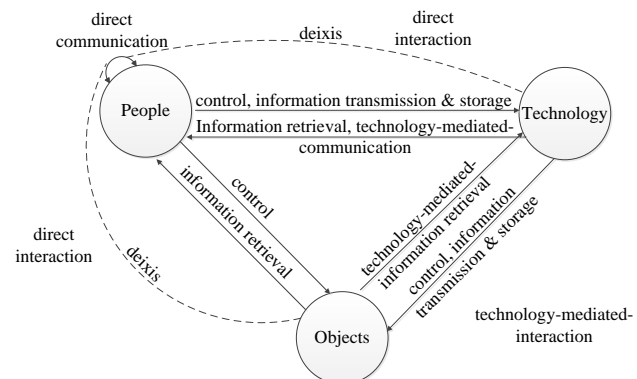 direct
communication
deixis
direct
interaction
People
Technology
control, information transmission & storage
Information retrieval, technology-mediated-
communication
control
information retrieval
technology-mediated-
information retrieval
control, information
transmission & storage
direct
interaction
deixis
Objects
technology-mediated-
interaction